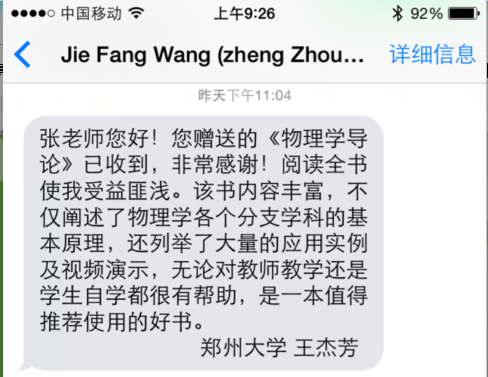 中国移动 上午9:26 92%
Jie Fang Wang (zheng Zhou... 详细信息
昨天下午11:04
张老师您好！您赠送的《物理学导
论》已收到，非常感谢！阅读全书
使我受益匪浅。该书内容丰富，不
仅阐述了物理学各个分支学科的基
本原理，还列举了大量的应用实例
及视频演示，无论对教师教学还是
学生自学都很有帮助，是一本值得
推荐使用的好书。
郑州大学 王杰芳